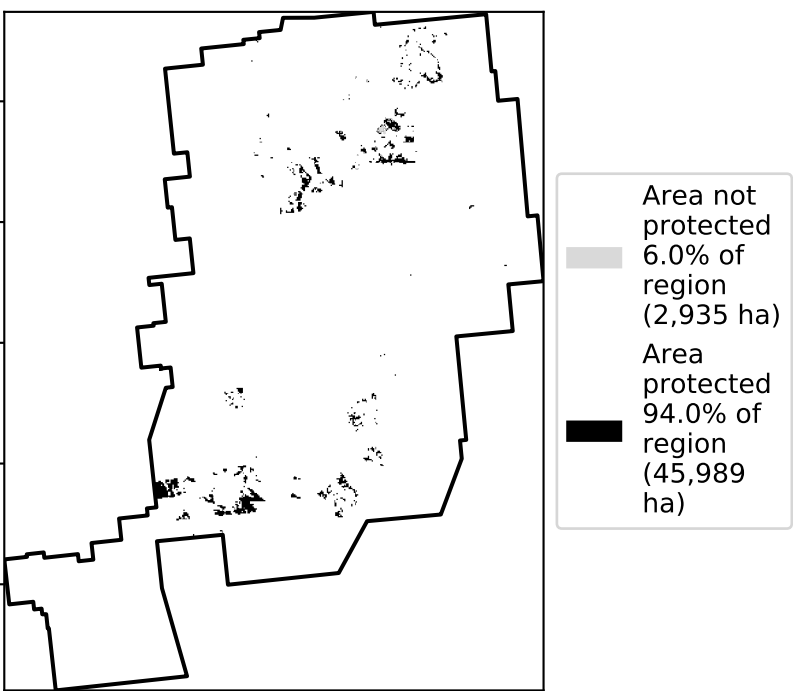 Area not
protected
6.0% of
region
(2,935 ha)
Area
protected
94.0% of
region
(45,989
ha)